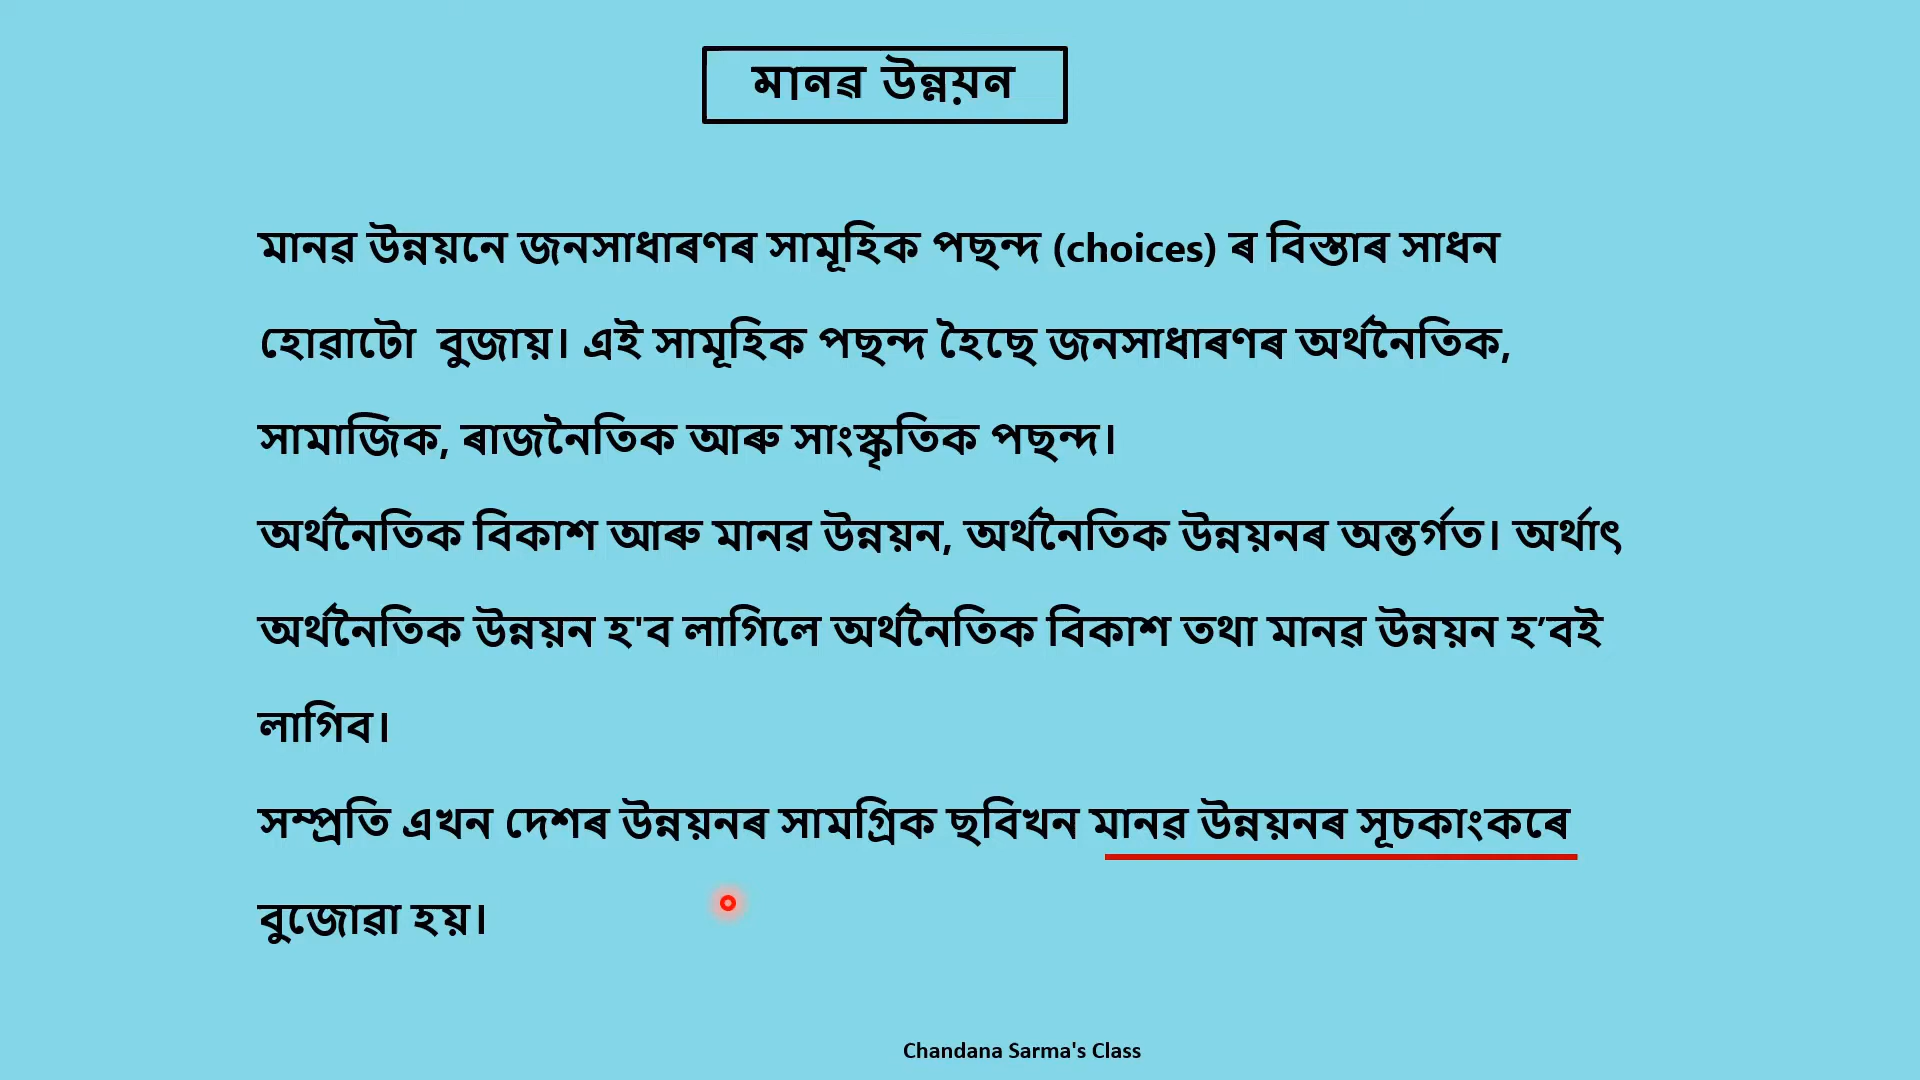 মানৱ উন্নয়ন
মানৱ উন্নয়নে জনসাধাৰণৰ সামূহিক পছন্দ (choices) ৰ বিস্তাৰ সাধন
হোৱাটো বুজায়। এই সামূহিক পছন্দ হৈছে জনসাধাৰণৰ অৰ্থনৈতিক,
সামাজিক, ৰাজনৈতিক আৰু সাংস্কৃতিক পছন্দ।
অৰ্থনৈতিক বিকাশ আৰু মানৱ উন্নয়ন, অৰ্থনৈতিক উন্নয়নৰ অন্তৰ্গত। অৰ্থাৎ
অৰ্থনৈতিক উন্নয়ন হ'ব লাগিলে অৰ্থনৈতিক বিকাশ তথা মানৱ উন্নয়ন হ’বই
লাগিব।
সম্প্ৰতি এখন দেশৰ উন্নয়নৰ সামগ্ৰিক ছবিখন মানৱ উন্নয়নৰ সূচকাংকৰে
বুজোৱা হয়।
Chandana Sarma's Class